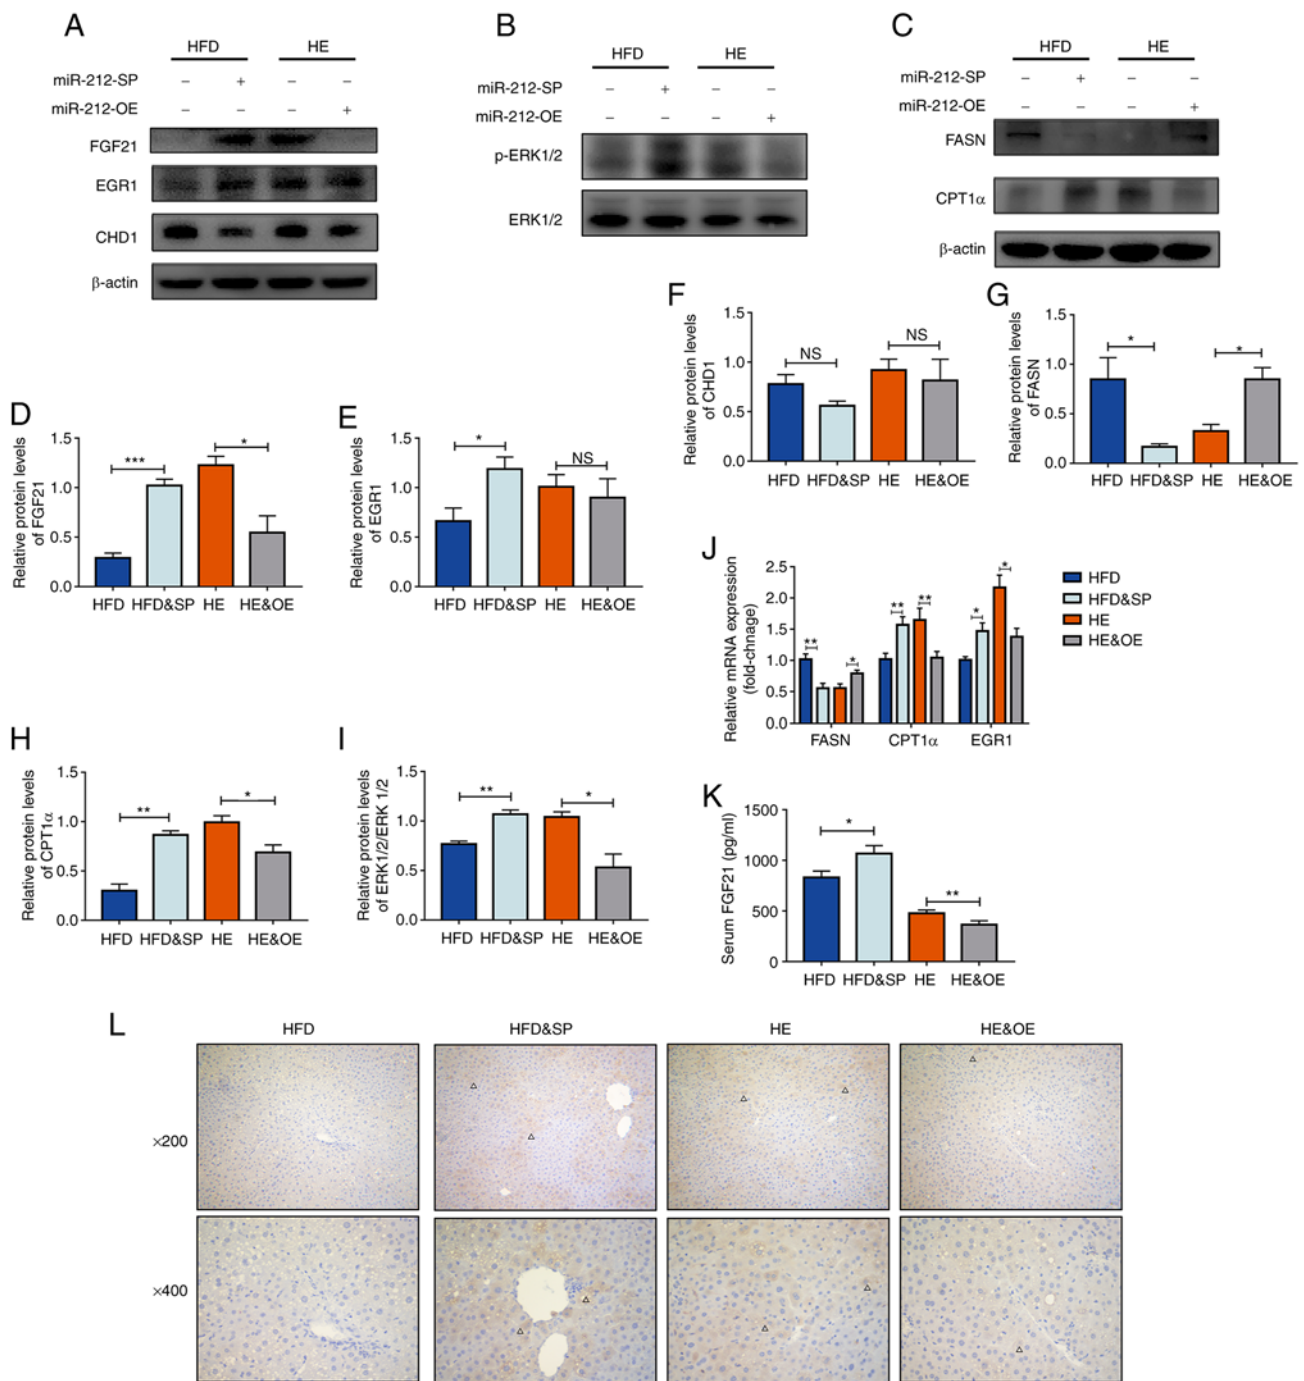 A
HFD HE
miR-212-SP – + – –
miR-212-OE – – – +
FGF21
EGR1
CHD1
β-actin
B
HFD HE
miR-212-SP – + – –
miR-212-OE – – – +
p-ERK1/2
ERK1/2
C
HFD HE
miR-212-SP – + – –
miR-212-OE – – – +
FASN
CPT1α
β-actin
D
Relative protein levels
of FGF21
1.5
1.0
0.5
0.0
*** *
HFD HFD&SP HE HE&OE
E
Relative protein levels
of EGR1
1.5
1.0
0.5
0.0
* NS
HFD HFD&SP HE HE&OE
F
Relative protein levels
of CHD1
1.5
1.0
0.5
0.0
NS NS
HFD HFD&SP HE HE&OE
G
Relative protein levels
of FASN
1.5
1.0
0.5
0.0
* *
HFD HFD&SP HE HE&OE
H
Relative protein levels
of CPT1α
1.5
1.0
0.5
0.0
** *
HFD HFD&SP HE HE&OE
I
Relative protein levels
of ERK1/2/ERK 1/2
1.5
1.0
0.5
0.0
** *
HFD HFD&SP HE HE&OE
J
Relative mRNA expression
(fold-chnage)
2.5
2.0
1.5
1.0
0.5
0.0
** * ** ** * *
FASN CPT1α EGR1
HFD
HFD&SP
HE
HE&OE
K
Serum FGF21 (pg/ml)
1500
1000
500
0
* **
HFD HFD&SP HE HE&OE
L
HFD HFD&SP HE HE&OE
×200
×400